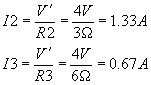 I2 = V'/R2 = 4V/3Ω = 1.33A
I3 = V'/R3 = 4V/6Ω = 0.67A